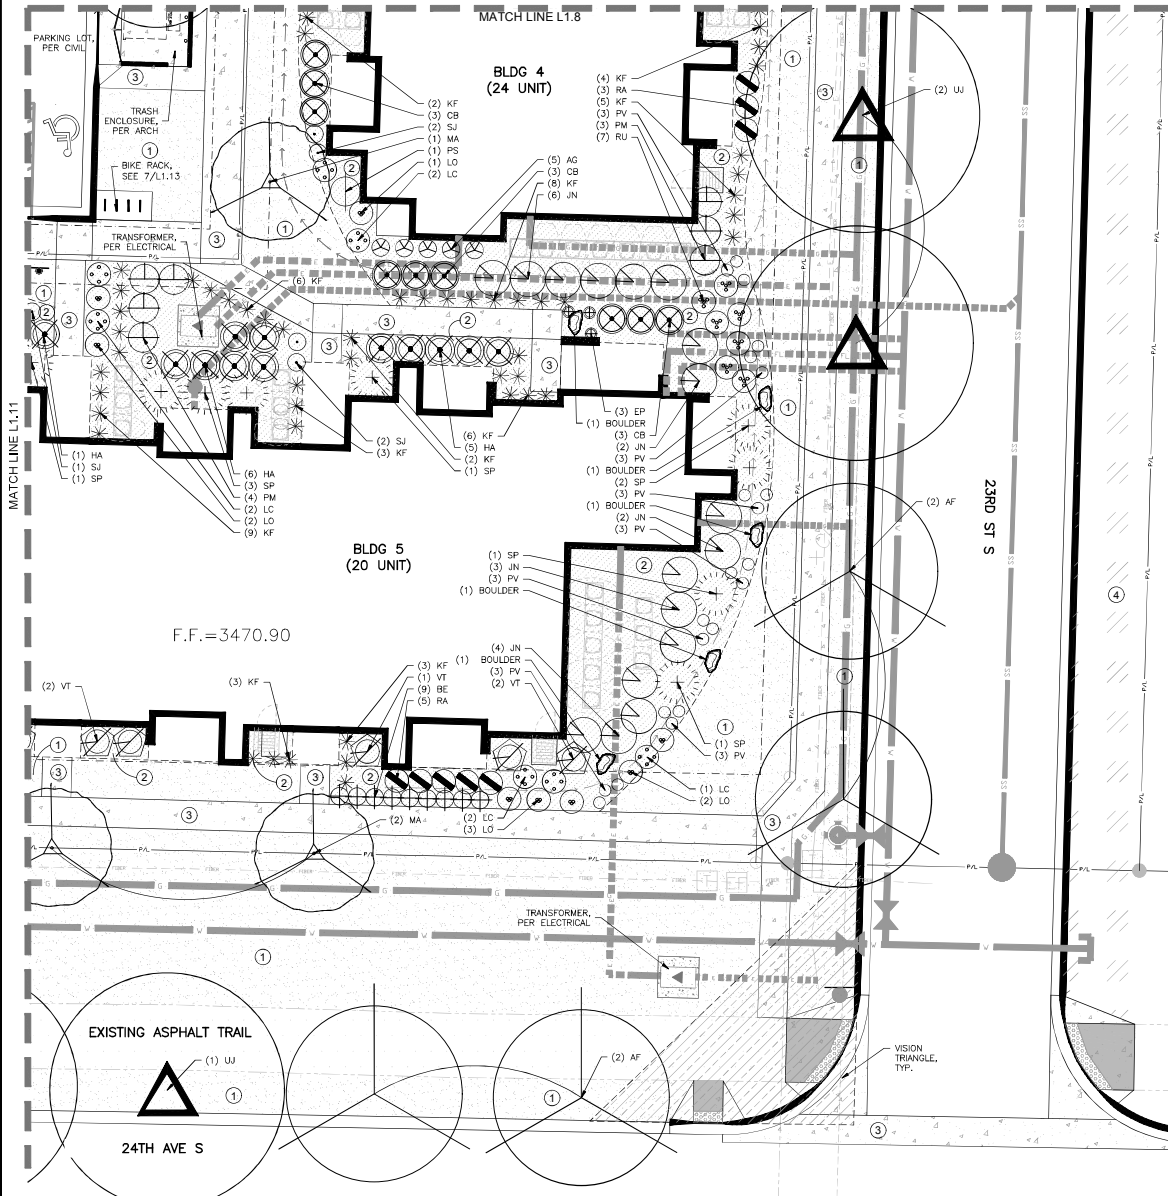 MATCH LINE L1.8
PARKING LOT,
PER CIVIL
3
TRASH
ENCLOSURE,
PER ARCH
1
BIKE RACK,
SEE 7/L1.13
TRANSFORMER,
PER ELECTRICAL
BLDG 4
(24 UNIT)
(2) KF
(3) CB
(2) SJ
(1) MA
(1) PS
(1) LO
(2) LC
(5) AG
(3) CB
(8) KF
(6) JN
(4) KF
(3) RA
(5) KF
(3) PV
(3) PM
(7) RU
(2) UJ
(6) KF
MATCH LINE L1.11
(1) HA
(1) SJ
(1) SP
(6) HA
(3) SP
(4) PM
(2) LC
(2) LO
(9) KF
(2) SJ
(3) KF
(6) KF
(5) HA
(2) KF
(1) SP
(3) EP
(1) BOULDER
(3) CB
(2) JN
(3) PV
(1) BOULDER
(2) SP
(3) PV
(1) BOULDER
(2) JN
(3) PV
(2) AF
23RD ST S
BLDG 5
(20 UNIT)
(1) SP
(3) JN
(3) PV
(1) BOULDER
F.F.=3470.90
(2) VT
(3) KF
(3) KF
(1) VT
(9) BE
(5) RA
(4) JN
(1) BOULDER
(3) PV
(2) VT
(1) SP
(3) PV
(1) LC
(2) LO
(2) MA
(2) LC
(3) LO
TRANSFORMER,
PER ELECTRICAL
EXISTING ASPHALT TRAIL
(1) UJ
24TH AVE S
(2) AF
VISION
TRIANGLE,
TYP.
4
3